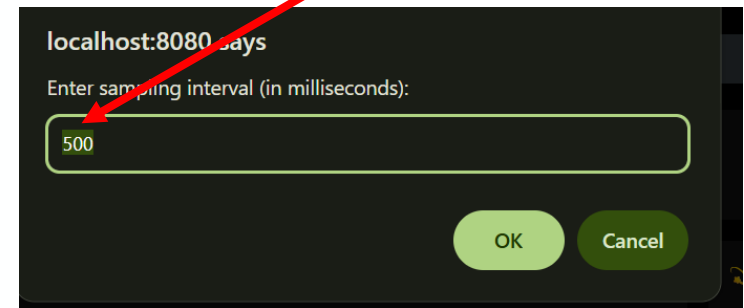 localhost:8080 says
Enter sampling interval (in milliseconds):
500
OK
Cancel